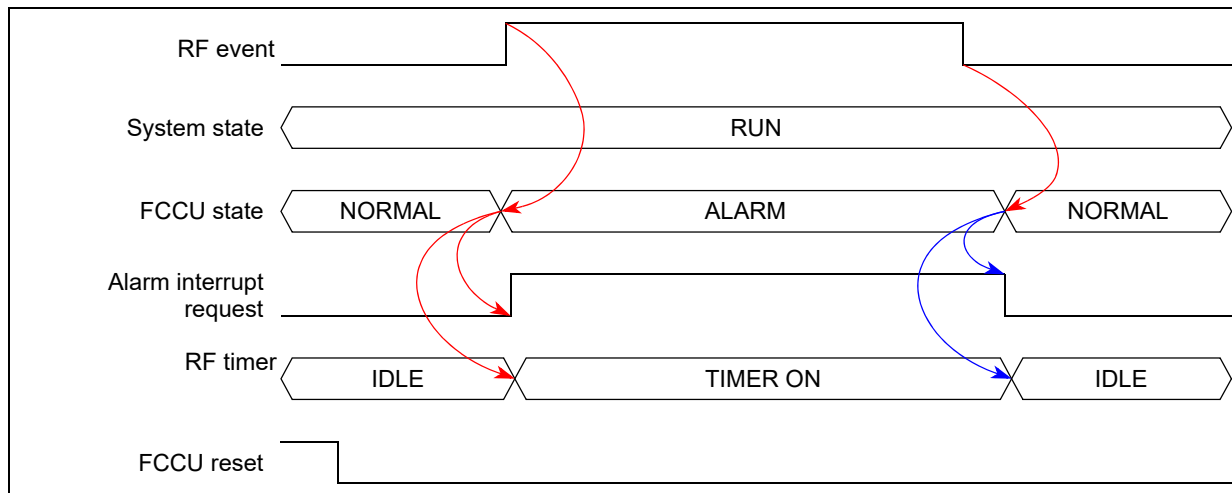 RF event
System state
RUN
FCCU state
NORMAL
ALARM
NORMAL
Alarm interrupt
request
RF timer
IDLE
TIMER ON
IDLE
FCCU reset